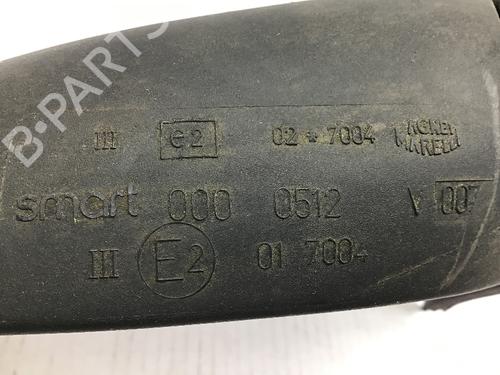 B-PARTS
III e2 02*7004 MAGNETI MARELLI
smart 000 0512 V 007
III E2 01 7004